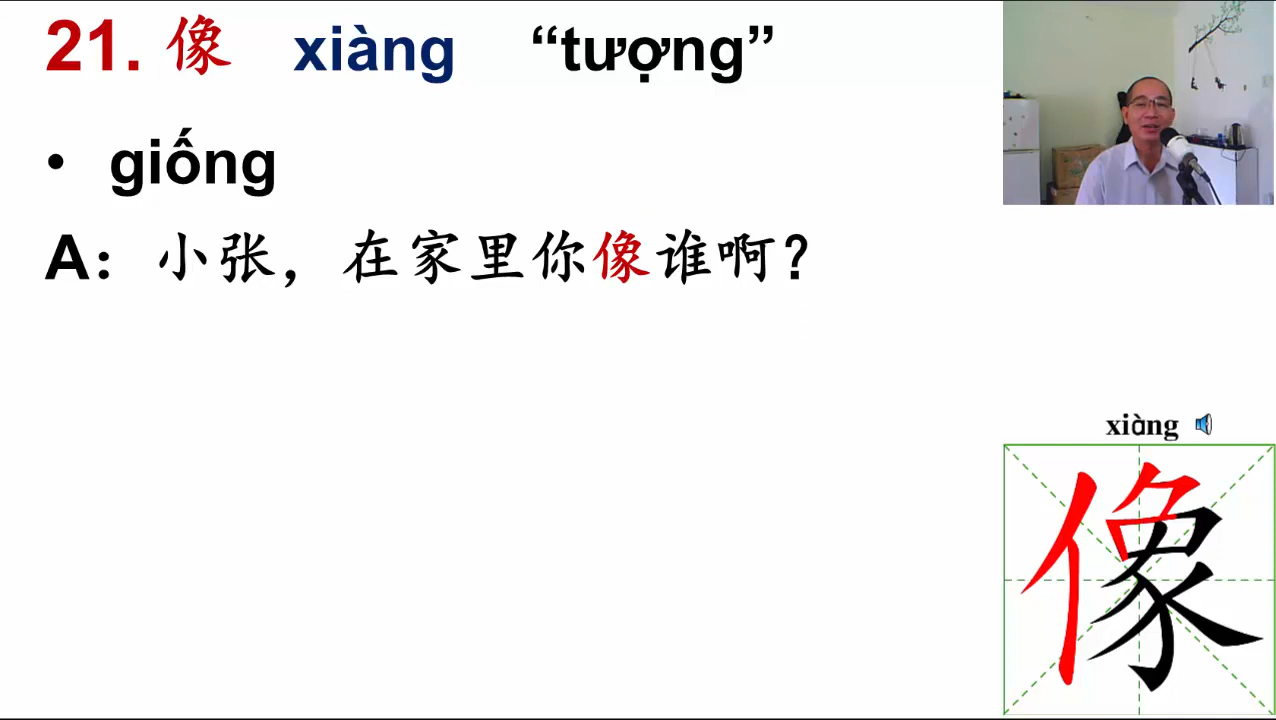 21. 像 xiàng “tượng”
• giống
A：小张，在家里你像谁啊？
xiàng
像